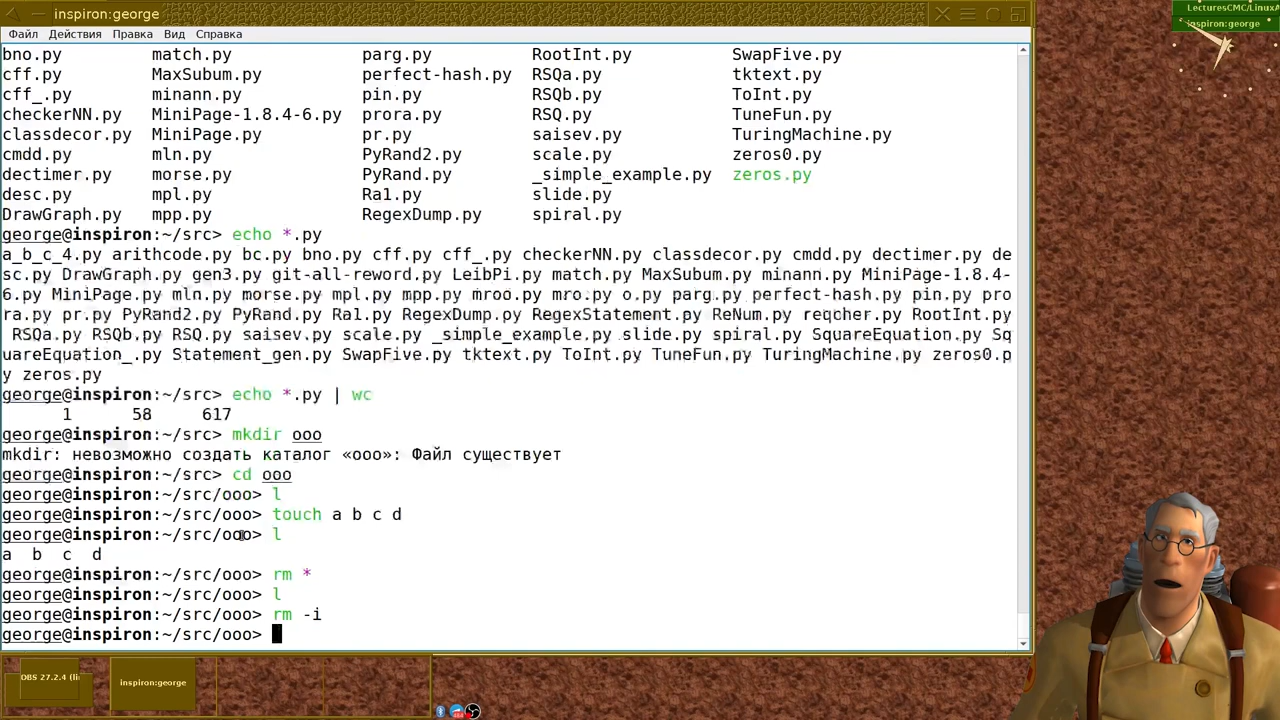 inspiron:george
LecturesCMC/LinuxA
inspiron:george
Файл Действия Правка Вид Справка
bno.py match.py parg.py RootInt.py SwapFive.py
cff.py MaxSubum.py perfect-hash.py RSQa.py tktext.py
cff_.py minann.py pin.py RSQb.py ToInt.py
checkerNN.py MiniPage-1.8.4-6.py prora.py RSQ.py TuneFun.py
classdecor.py MiniPage.py pr.py saisev.py TuringMachine.py
cmdd.py mln.py PyRand2.py scale.py zeros0.py
dectimer.py morse.py PyRand.py _simple_example.py zeros.py
desc.py mpl.py Ra1.py slide.py
DrawGraph.py mpp.py RegexDump.py spiral.py
george@inspiron:~/src> echo *.py
a_b_c_4.py arithcode.py bc.py bno.py cff.py cff_.py checkerNN.py classdecor.py cmdd.py dectimer.py de
sc.py DrawGraph.py gen3.py git-all-reword.py LeibPi.py match.py MaxSubum.py minann.py MiniPage-1.8.4-
6.py MiniPage.py mln.py morse.py mpl.py mpp.py mroo.py mro.py o.py parg.py perfect-hash.py pin.py pro
ra.py pr.py PyRand2.py PyRand.py Ra1.py RegexDump.py RegexStatement.py ReNum.py reqcher.py RootInt.py
RSQa.py RSQb.py RSQ.py saisev.py scale.py _simple_example.py slide.py spiral.py SquareEquation.py Sq
uareEquation_.py Statement_gen.py SwapFive.py tktext.py ToInt.py TuneFun.py TuringMachine.py zeros0.p
y zeros.py
george@inspiron:~/src> echo *.py | wc
1 58 617
george@inspiron:~/src> mkdir ooo
mkdir: невозможно создать каталог «ooo»: Файл существует
george@inspiron:~/src> cd ooo
george@inspiron:~/src/ooo> l
george@inspiron:~/src/ooo> touch a b c d
george@inspiron:~/src/ooo> l
a b c d
george@inspiron:~/src/ooo> rm *
george@inspiron:~/src/ooo> l
george@inspiron:~/src/ooo> rm -i
george@inspiron:~/src/ooo>
OBS 27.2.4 (li
inspiron:george